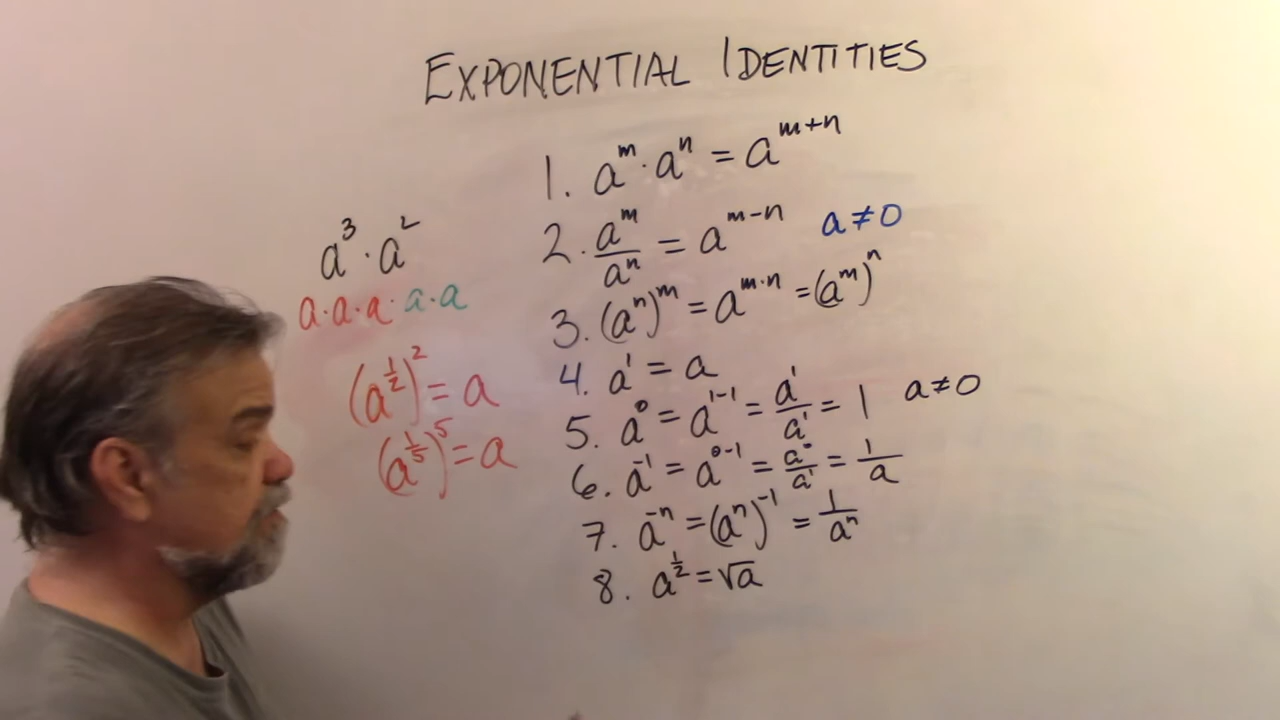 EXPONENTIAL IDENTITIES
1. a^m · a^n = a^(m+n)
2. a^m/a^n = a^(m-n) a ≠ 0
3. (a^n)^m = a^(m·n) = (a^m)^n
4. a^1 = a
5. a^0 = a^(1-1) = a^1/a^1 = 1 a ≠ 0
6. a^-1 = a^(0-1) = a^0/a^1 = 1/a
7. a^-n = (a^n)^-1 = 1/a^n
8. a^(1/2) = √a
a^3 · a^2
a·a·a·a·a
(a^(1/2))^2 = a
(a^(1/5))^5 = a